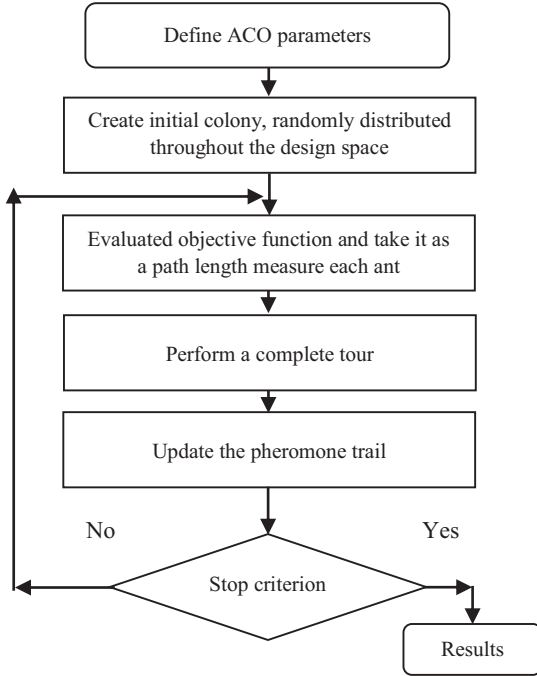 Define ACO parameters
Create initial colony, randomly distributed
throughout the design space
Evaluated objective function and take it as
a path length measure each ant
Perform a complete tour
Update the pheromone trail
No
Yes
Stop criterion
Results